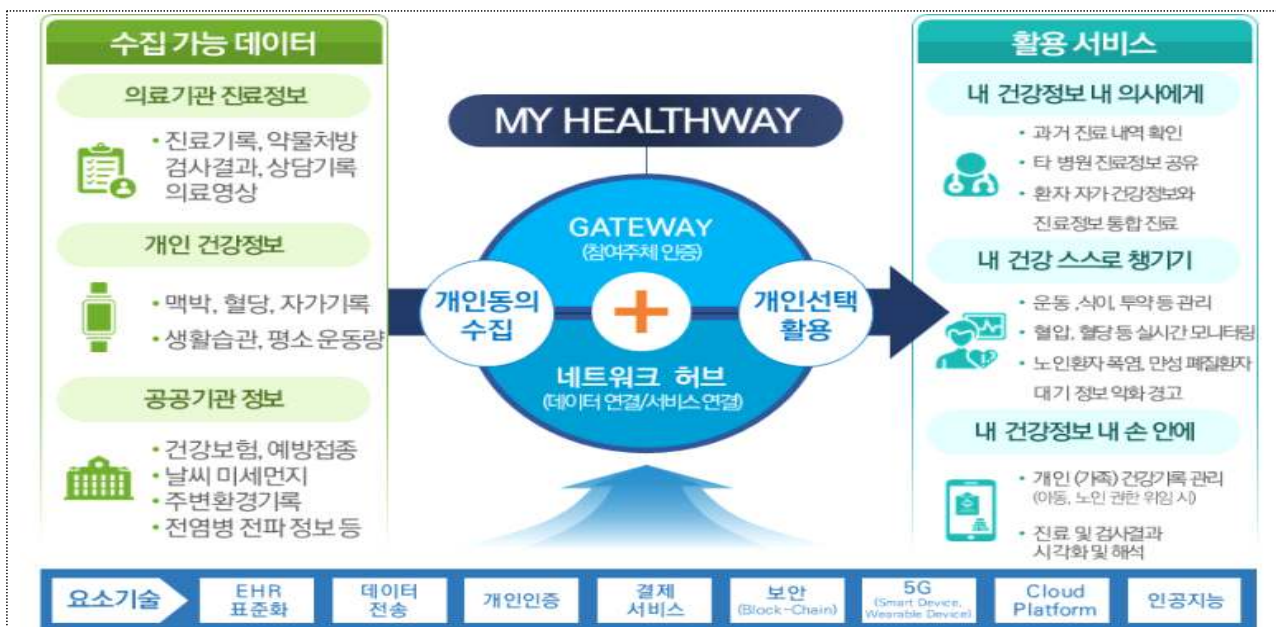 수집 가능 데이터
의료기관 진료정보
• 진료기록, 약물처방
검사결과, 상담기록
의료영상
개인 건강정보
• 맥박, 혈당, 자가기록
• 생활습관, 평소 운동량
공공기관 정보
• 건강보험, 예방접종
• 날씨 미세먼지
• 주변환경기록
• 전염병 전파 정보 등
MY HEALTHWAY
GATEWAY
(참여주체 인증)
개인동의
수집
개인선택
활용
네트워크 허브
(데이터 연결/서비스 연결)
활용 서비스
내 건강정보 내 의사에게
• 과거 진료 내역 확인
• 타 병원 진료정보 공유
• 환자 자가 건강정보와
진료정보 통합 진료
내 건강 스스로 챙기기
• 운동 ,식이, 투약 등 관리
• 혈압, 혈당 등 실시간 모니터링
• 노인환자 폭염, 만성 폐질환자
대기 정보 악화 경고
내 건강정보 내 손 안에
• 개인 (가족) 건강기록 관리
(아동, 노인 권한 위임 시)
• 진료 및 검사결과
시각화 및 해석
요소기술
EHR
표준화
데이터
전송
개인인증
결제
서비스
보안
(Block-Chain)
5G
(Smart Device,
Wearable Device)
Cloud
Platform
인공지능